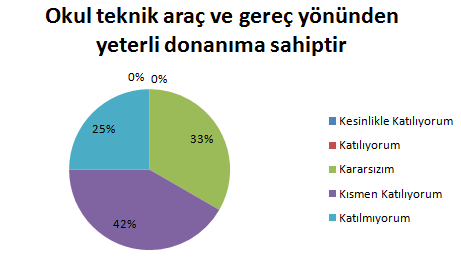 Okul teknik araç ve gereç yönünden
yeterli donanıma sahiptir
0% 0%
25%
33%
42%
Kesinlikle Katılıyorum
Katılıyorum
Kararsızım
Kısmen Katılıyorum
Katılmıyorum